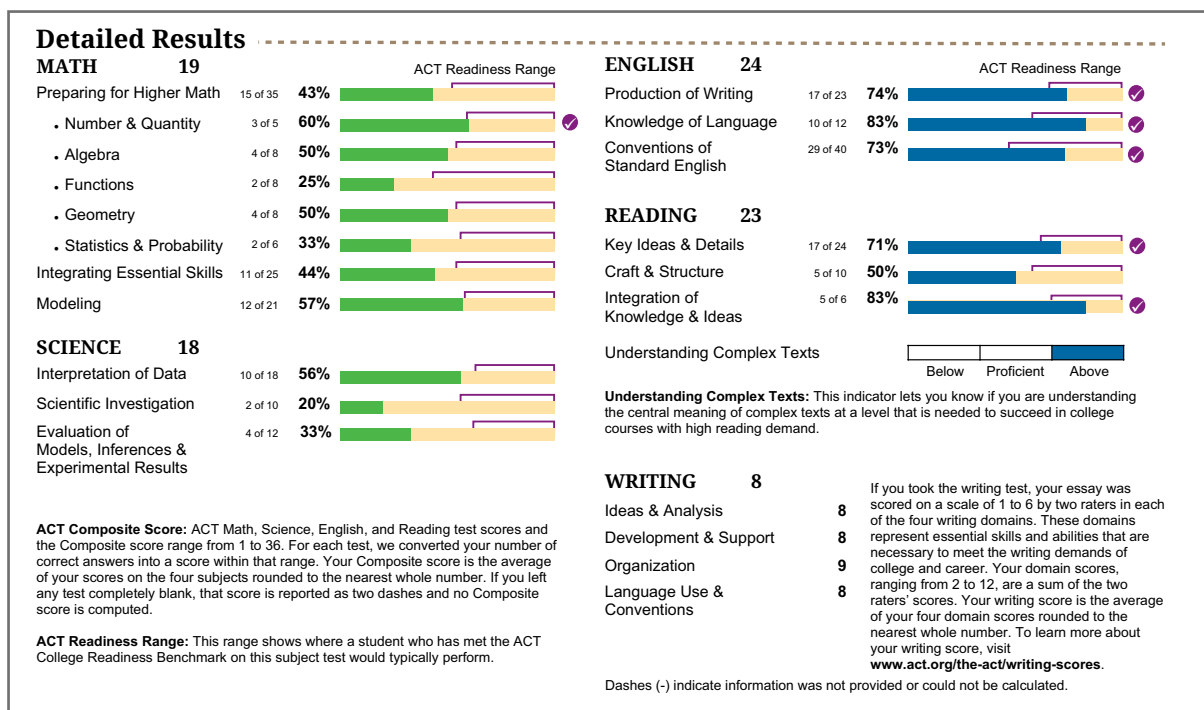 Detailed Results
MATH 19
ACT Readiness Range
Preparing for Higher Math 15 of 35 43%
• Number & Quantity 3 of 5 60%
• Algebra 4 of 8 50%
• Functions 2 of 8 25%
• Geometry 4 of 8 50%
• Statistics & Probability 2 of 6 33%
Integrating Essential Skills 11 of 25 44%
Modeling 12 of 21 57%
SCIENCE 18
Interpretation of Data 10 of 18 56%
Scientific Investigation 2 of 10 20%
Evaluation of 4 of 12 33%
Models, Inferences &
Experimental Results
ACT Composite Score: ACT Math, Science, English, and Reading test scores and
the Composite score range from 1 to 36. For each test, we converted your number of
correct answers into a score within that range. Your Composite score is the average
of your scores on the four subjects rounded to the nearest whole number. If you left
any test completely blank, that score is reported as two dashes and no Composite
score is computed.
ACT Readiness Range: This range shows where a student who has met the ACT
College Readiness Benchmark on this subject test would typically perform.
ENGLISH 24
ACT Readiness Range
Production of Writing 17 of 23 74%
Knowledge of Language 10 of 12 83%
Conventions of 29 of 40 73%
Standard English
READING 23
Key Ideas & Details 17 of 24 71%
Craft & Structure 5 of 10 50%
Integration of 5 of 6 83%
Knowledge & Ideas
Understanding Complex Texts
Below Proficient Above
Understanding Complex Texts: This indicator lets you know if you are understanding
the central meaning of complex texts at a level that is needed to succeed in college
courses with high reading demand.
WRITING 8
Ideas & Analysis 8
Development & Support 8
Organization 9
Language Use & 8
Conventions
If you took the writing test, your essay was
scored on a scale of 1 to 6 by two raters in each
of the four writing domains. These domains
represent essential skills and abilities that are
necessary to meet the writing demands of
college and career. Your domain scores,
ranging from 2 to 12, are a sum of the two
raters' scores. Your writing score is the average
of your four domain scores rounded to the
nearest whole number. To learn more about
your writing score, visit
www.act.org/the-act/writing-scores.
Dashes (-) indicate information was not provided or could not be calculated.